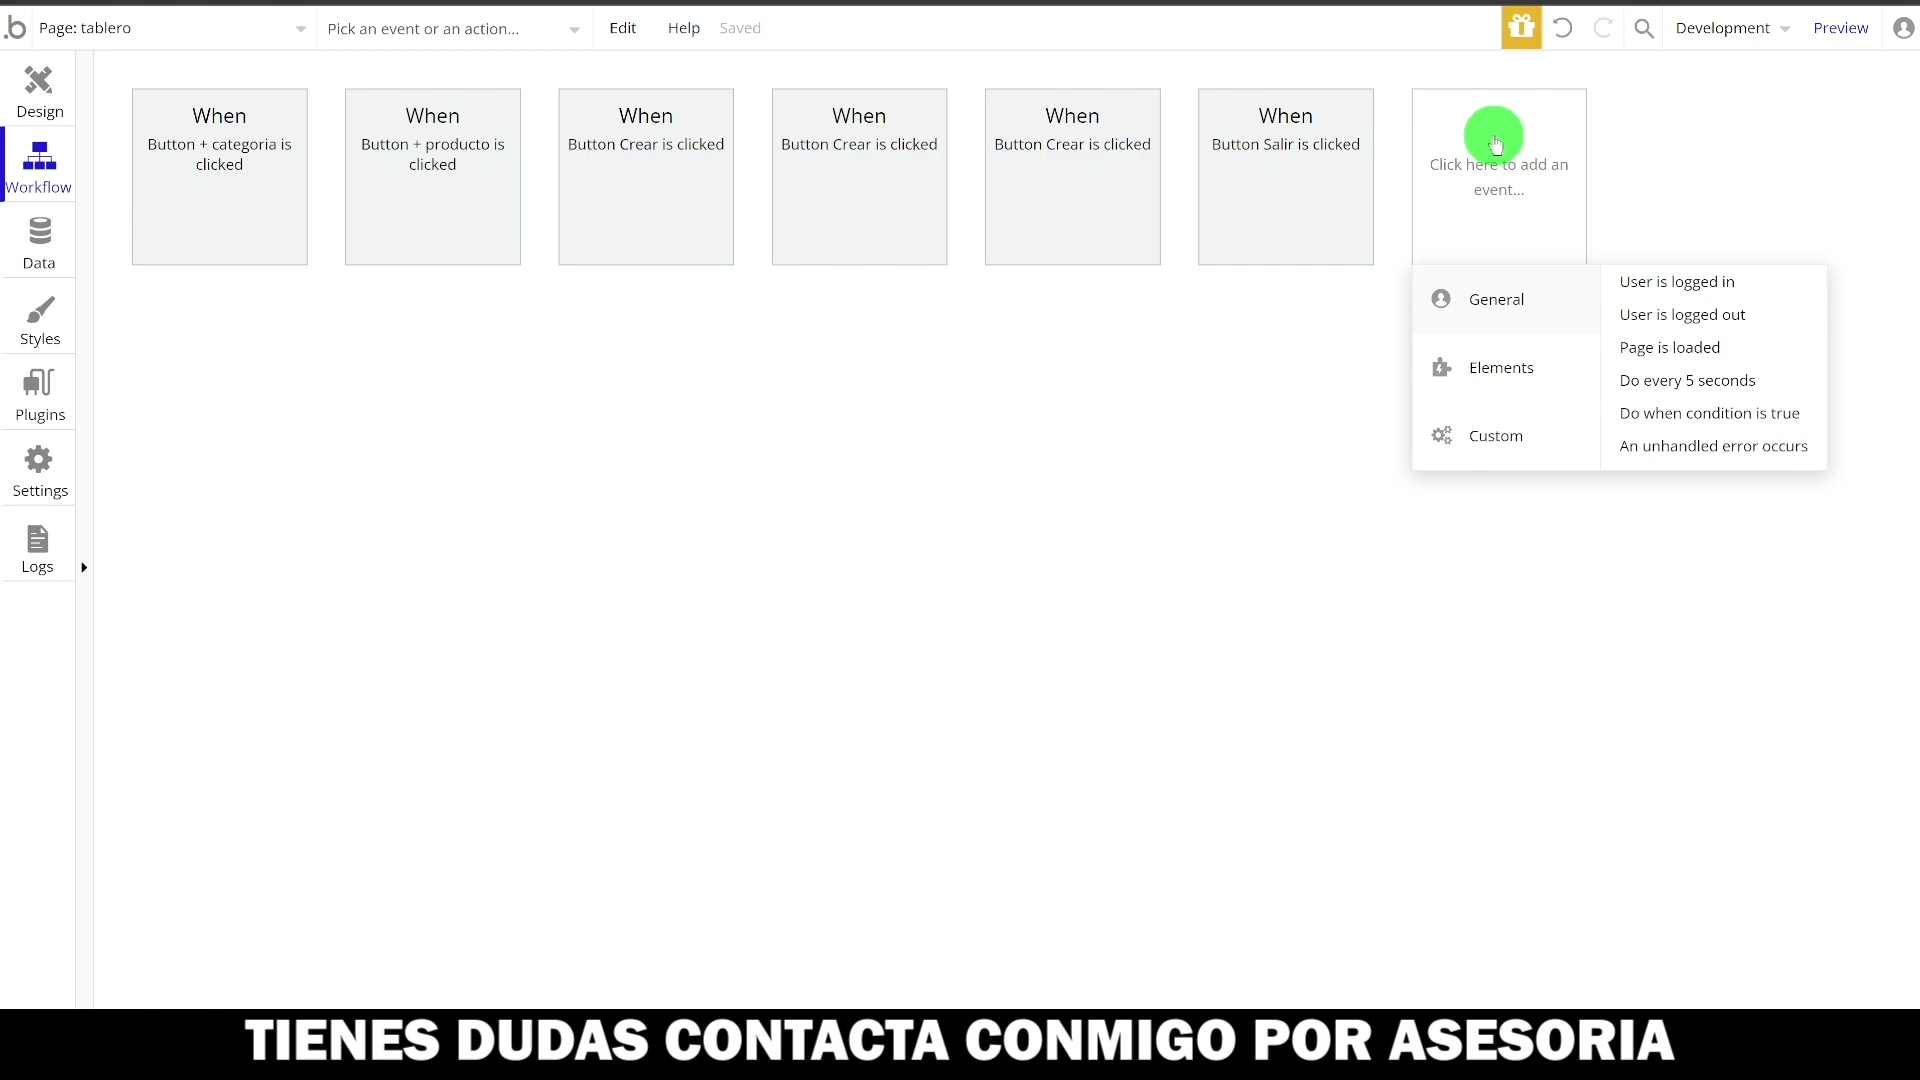 .b Page: tablero Pick an event or an action... Edit Help Saved Development Preview
Design
Workflow
Data
Styles
Plugins
Settings
Logs
When
Button + categoria is
clicked
When
Button + producto is
clicked
When
Button Crear is clicked
When
Button Crear is clicked
When
Button Crear is clicked
When
Button Salir is clicked
Click here to add an
event...
General
Elements
Custom
User is logged in
User is logged out
Page is loaded
Do every 5 seconds
Do when condition is true
An unhandled error occurs
TIENES DUDAS CONTACTA CONMIGO POR ASESORIA